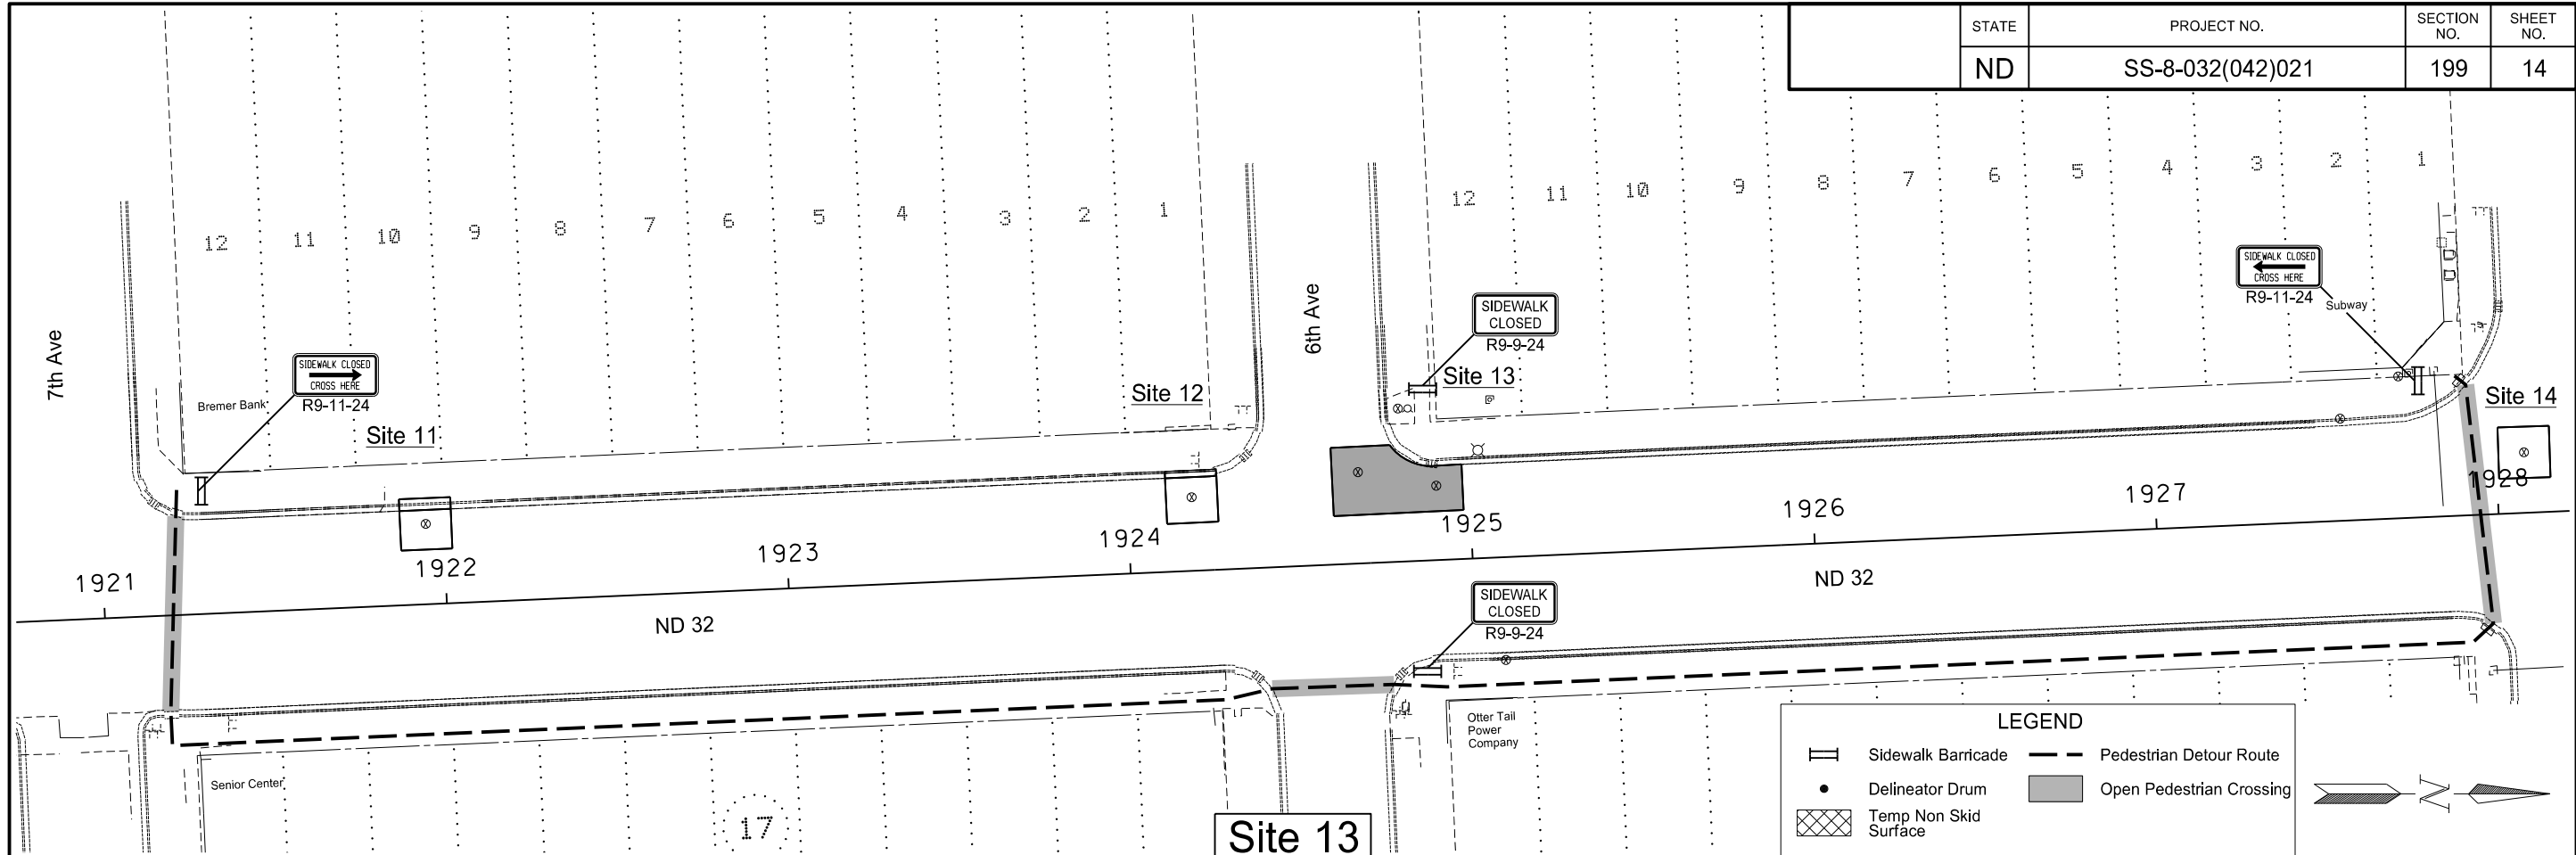 STATE
PROJECT NO.
SECTION NO.
SHEET NO.
ND
SS-8-032(042)021
199
14
12 11 10 9 8 7 6 5 4 3 2 1
12 11 10 9 8 7 6 5 4 3 2 1
7th Ave
6th Ave
SIDEWALK CLOSED
CROSS HERE
R9-11-24
Bremer Bank
Site 11
Site 12
SIDEWALK
CLOSED
R9-9-24
Site 13
SIDEWALK CLOSED
CROSS HERE
R9-11-24
Subway
Site 14
1921
1922
1923
1924
1925
1926
1927
1928
ND 32
ND 32
SIDEWALK
CLOSED
R9-9-24
Senior Center
17
Otter Tail
Power
Company
Site 13
LEGEND
Sidewalk Barricade
Pedestrian Detour Route
Delineator Drum
Open Pedestrian Crossing
Temp Non Skid
Surface
N